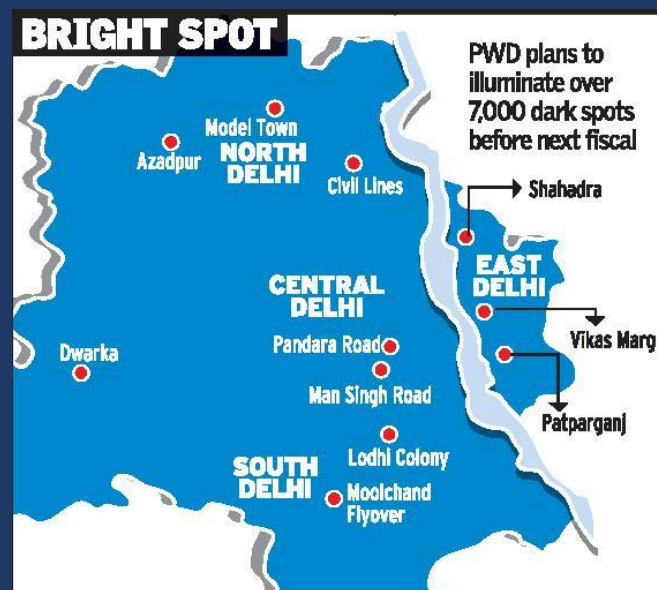 BRIGHT SPOT
PWD plans to
illuminate over
7,000 dark spots
before next fiscal
Model Town
Azadpur
NORTH
DELHI
Civil Lines
Shahadra
EAST
DELHI
CENTRAL
DELHI
Vikas Marg
Pandara Road
Dwarka
Man Singh Road
Patparganj
Lodhi Colony
SOUTH
DELHI
Moolchand
Flyover